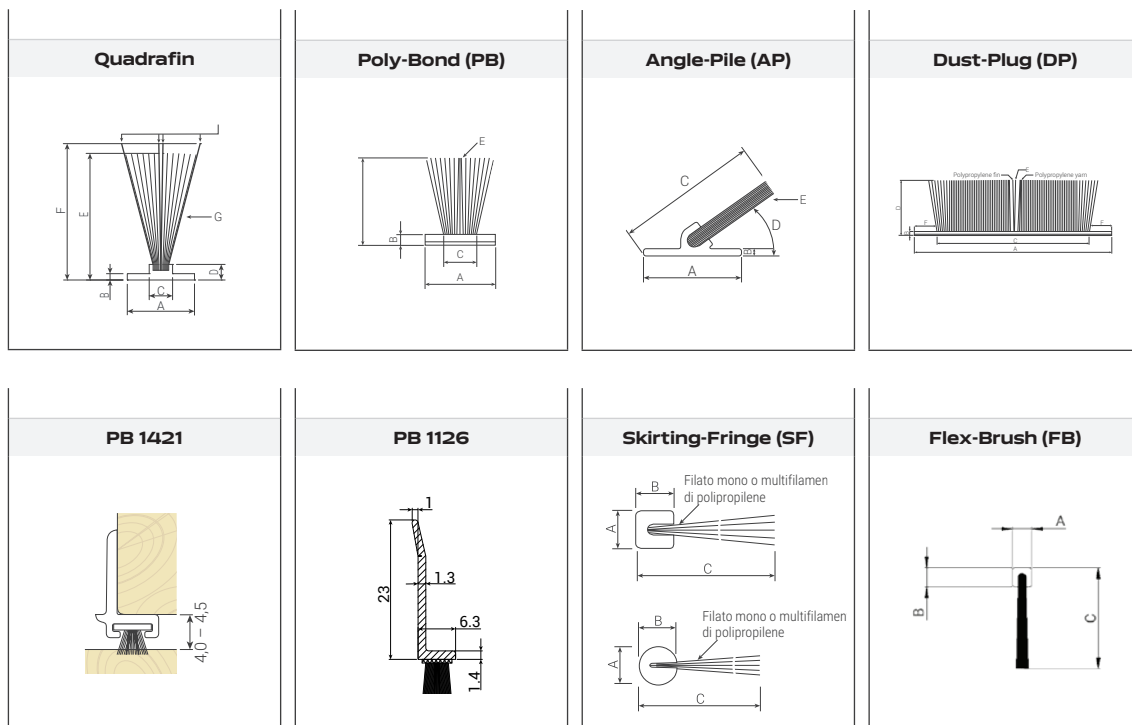 Quadrafin
Poly-Bond (PB)
Angle-Pile (AP)
Dust-Plug (DP)
F
E
G
B
D
C
A
E
B
C
A
C
E
D
B
A
Polypropylene fin
E
Polypropylene yarn
D
F
F
B
C
A
PB 1421
PB 1126
Skirting-Fringe (SF)
Flex-Brush (FB)
4,0 – 4,5
1
23
1.3
6.3
1.4
B
Filato mono o multifilamen
di polipropilene
A
C
B
Filato mono o multifilamen
di polipropilene
A
C
A
B
C